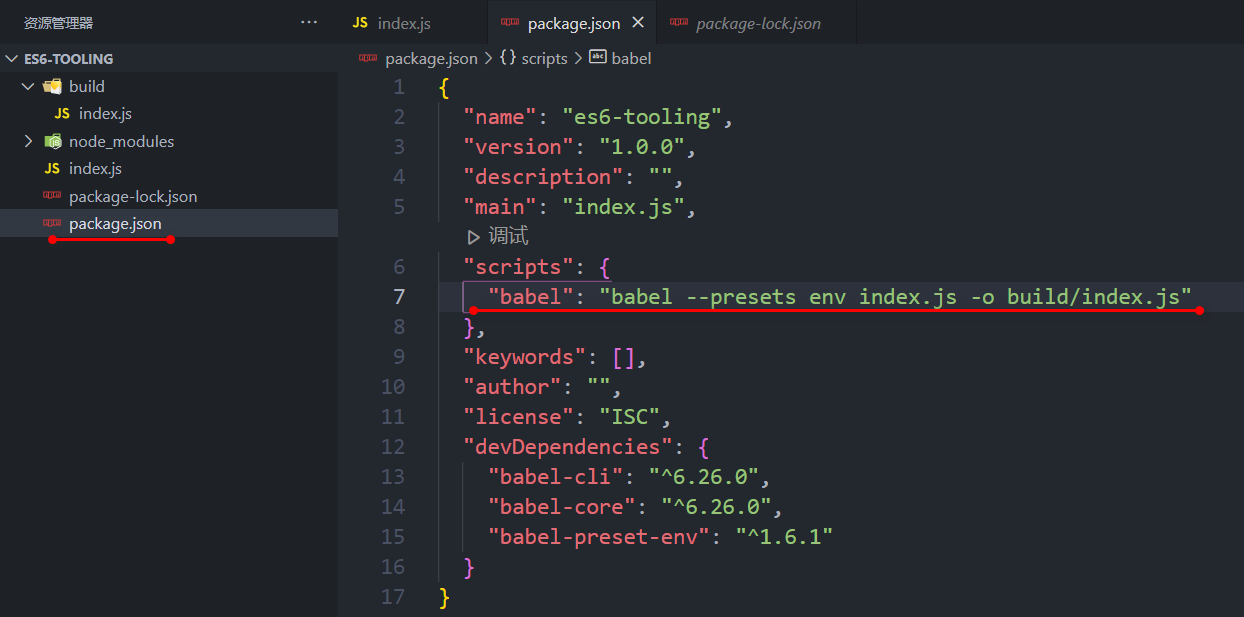 资源管理器 ···
JS index.js package.json × package-lock.json
ES6-TOOLING
package.json > {} scripts > abc babel
build
JS index.js
node_modules
JS index.js
package-lock.json
package.json
1 {
2 "name": "es6-tooling",
3 "version": "1.0.0",
4 "description": "",
5 "main": "index.js",
调试
6 "scripts": {
7 "babel": "babel --presets env index.js -o build/index.js"
8 },
9 "keywords": [],
10 "author": "",
11 "license": "ISC",
12 "devDependencies": {
13 "babel-cli": "^6.26.0",
14 "babel-core": "^6.26.0",
15 "babel-preset-env": "^1.6.1"
16 }
17 }